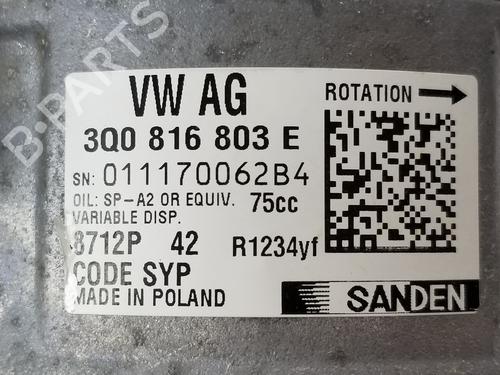 B-PARTS
VW AG
ROTATION
3Q0 816 803 E
SN: 011170062B4
OIL: SP-A2 OR EQUIV. 75cc
VARIABLE DISP.
8712P 42 R1234yf
CODE SYP
MADE IN POLAND
SANDEN